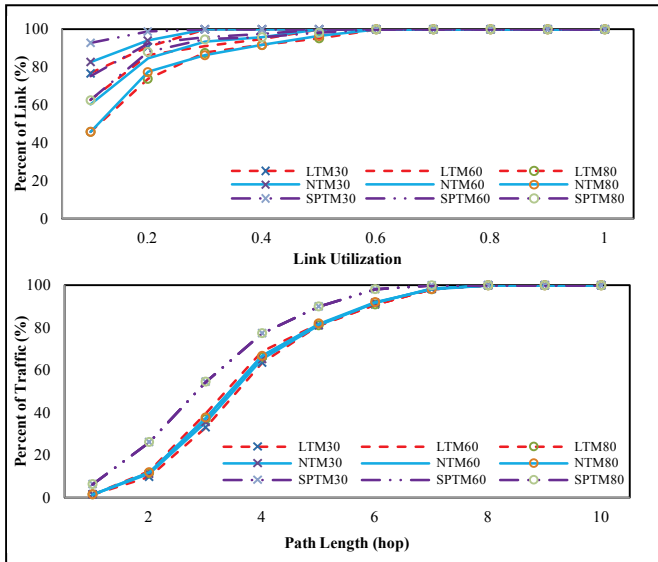 Percent of Link (%)
100
80
60
40
20
0
LTM30 LTM60 LTM80
NTM30 NTM60 NTM80
SPTM30 SPTM60 SPTM80
0.2 0.4 0.6 0.8 1
Link Utilization
Percent of Traffic (%)
100
80
60
40
20
0
LTM30 LTM60 LTM80
NTM30 NTM60 NTM80
SPTM30 SPTM60 SPTM80
2 4 6 8 10
Path Length (hop)